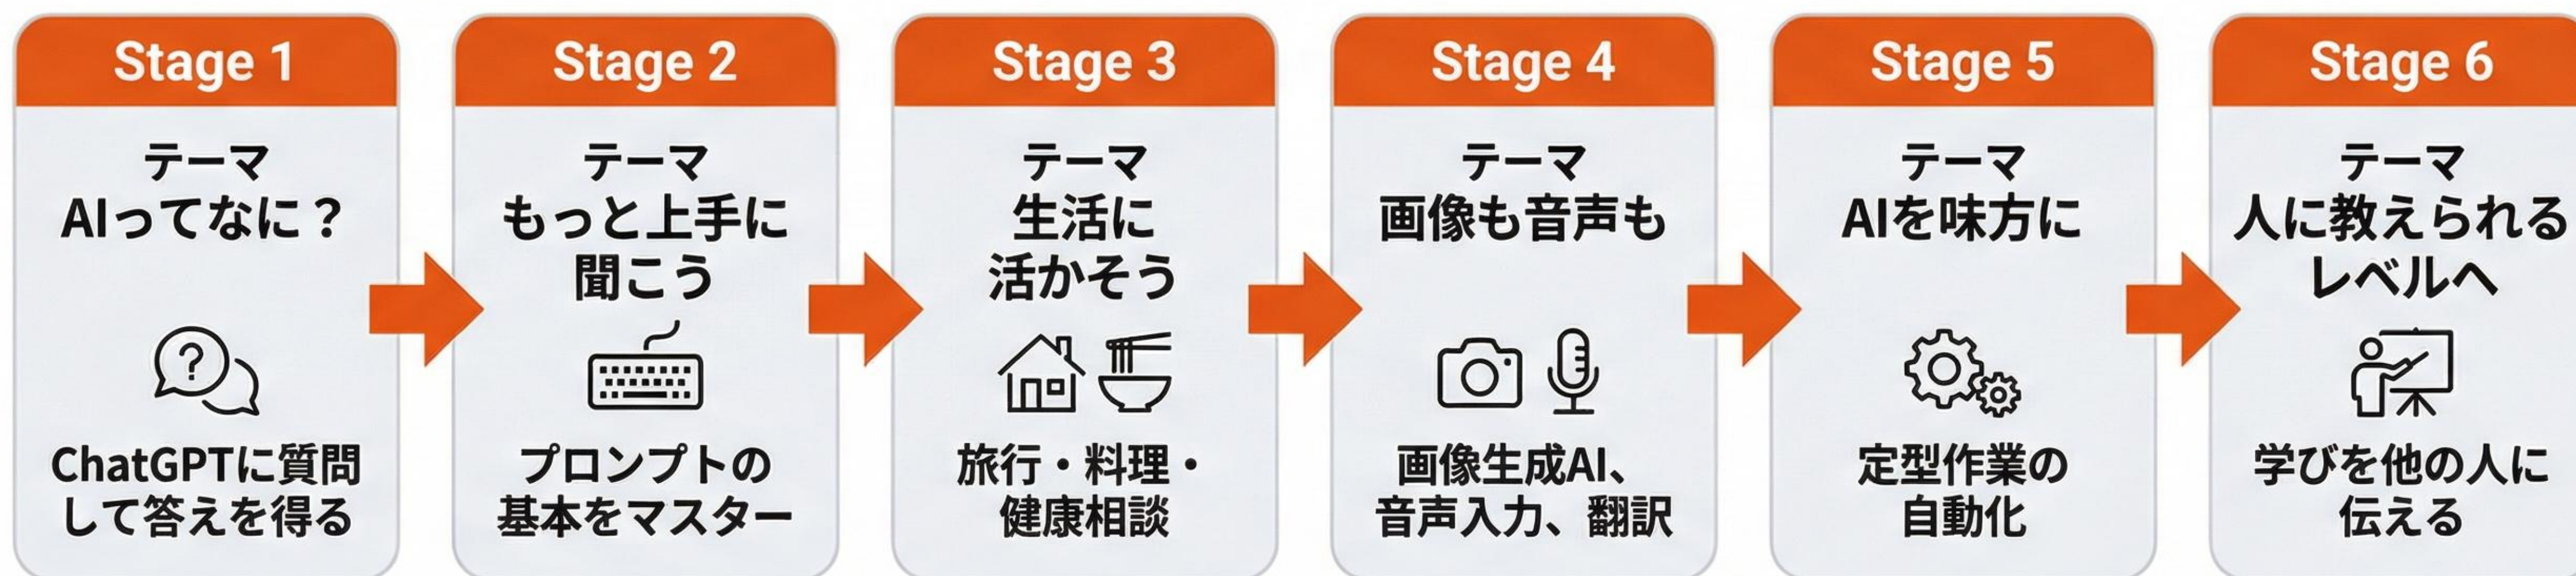 Stage 1
テーマ
AIってなに？
ChatGPTに質問
して答えを得る
Stage 2
テーマ
もっと上手に
聞こう
プロンプトの
基本をマスター
Stage 3
テーマ
生活に
活かそう
旅行・料理・
健康相談
Stage 4
テーマ
画像も音声も
画像生成AI、
音声入力、翻訳
Stage 5
テーマ
AIを味方に
定型作業の
自動化
Stage 6
テーマ
人に教えられる
レベルへ
学びを他の人に
伝える